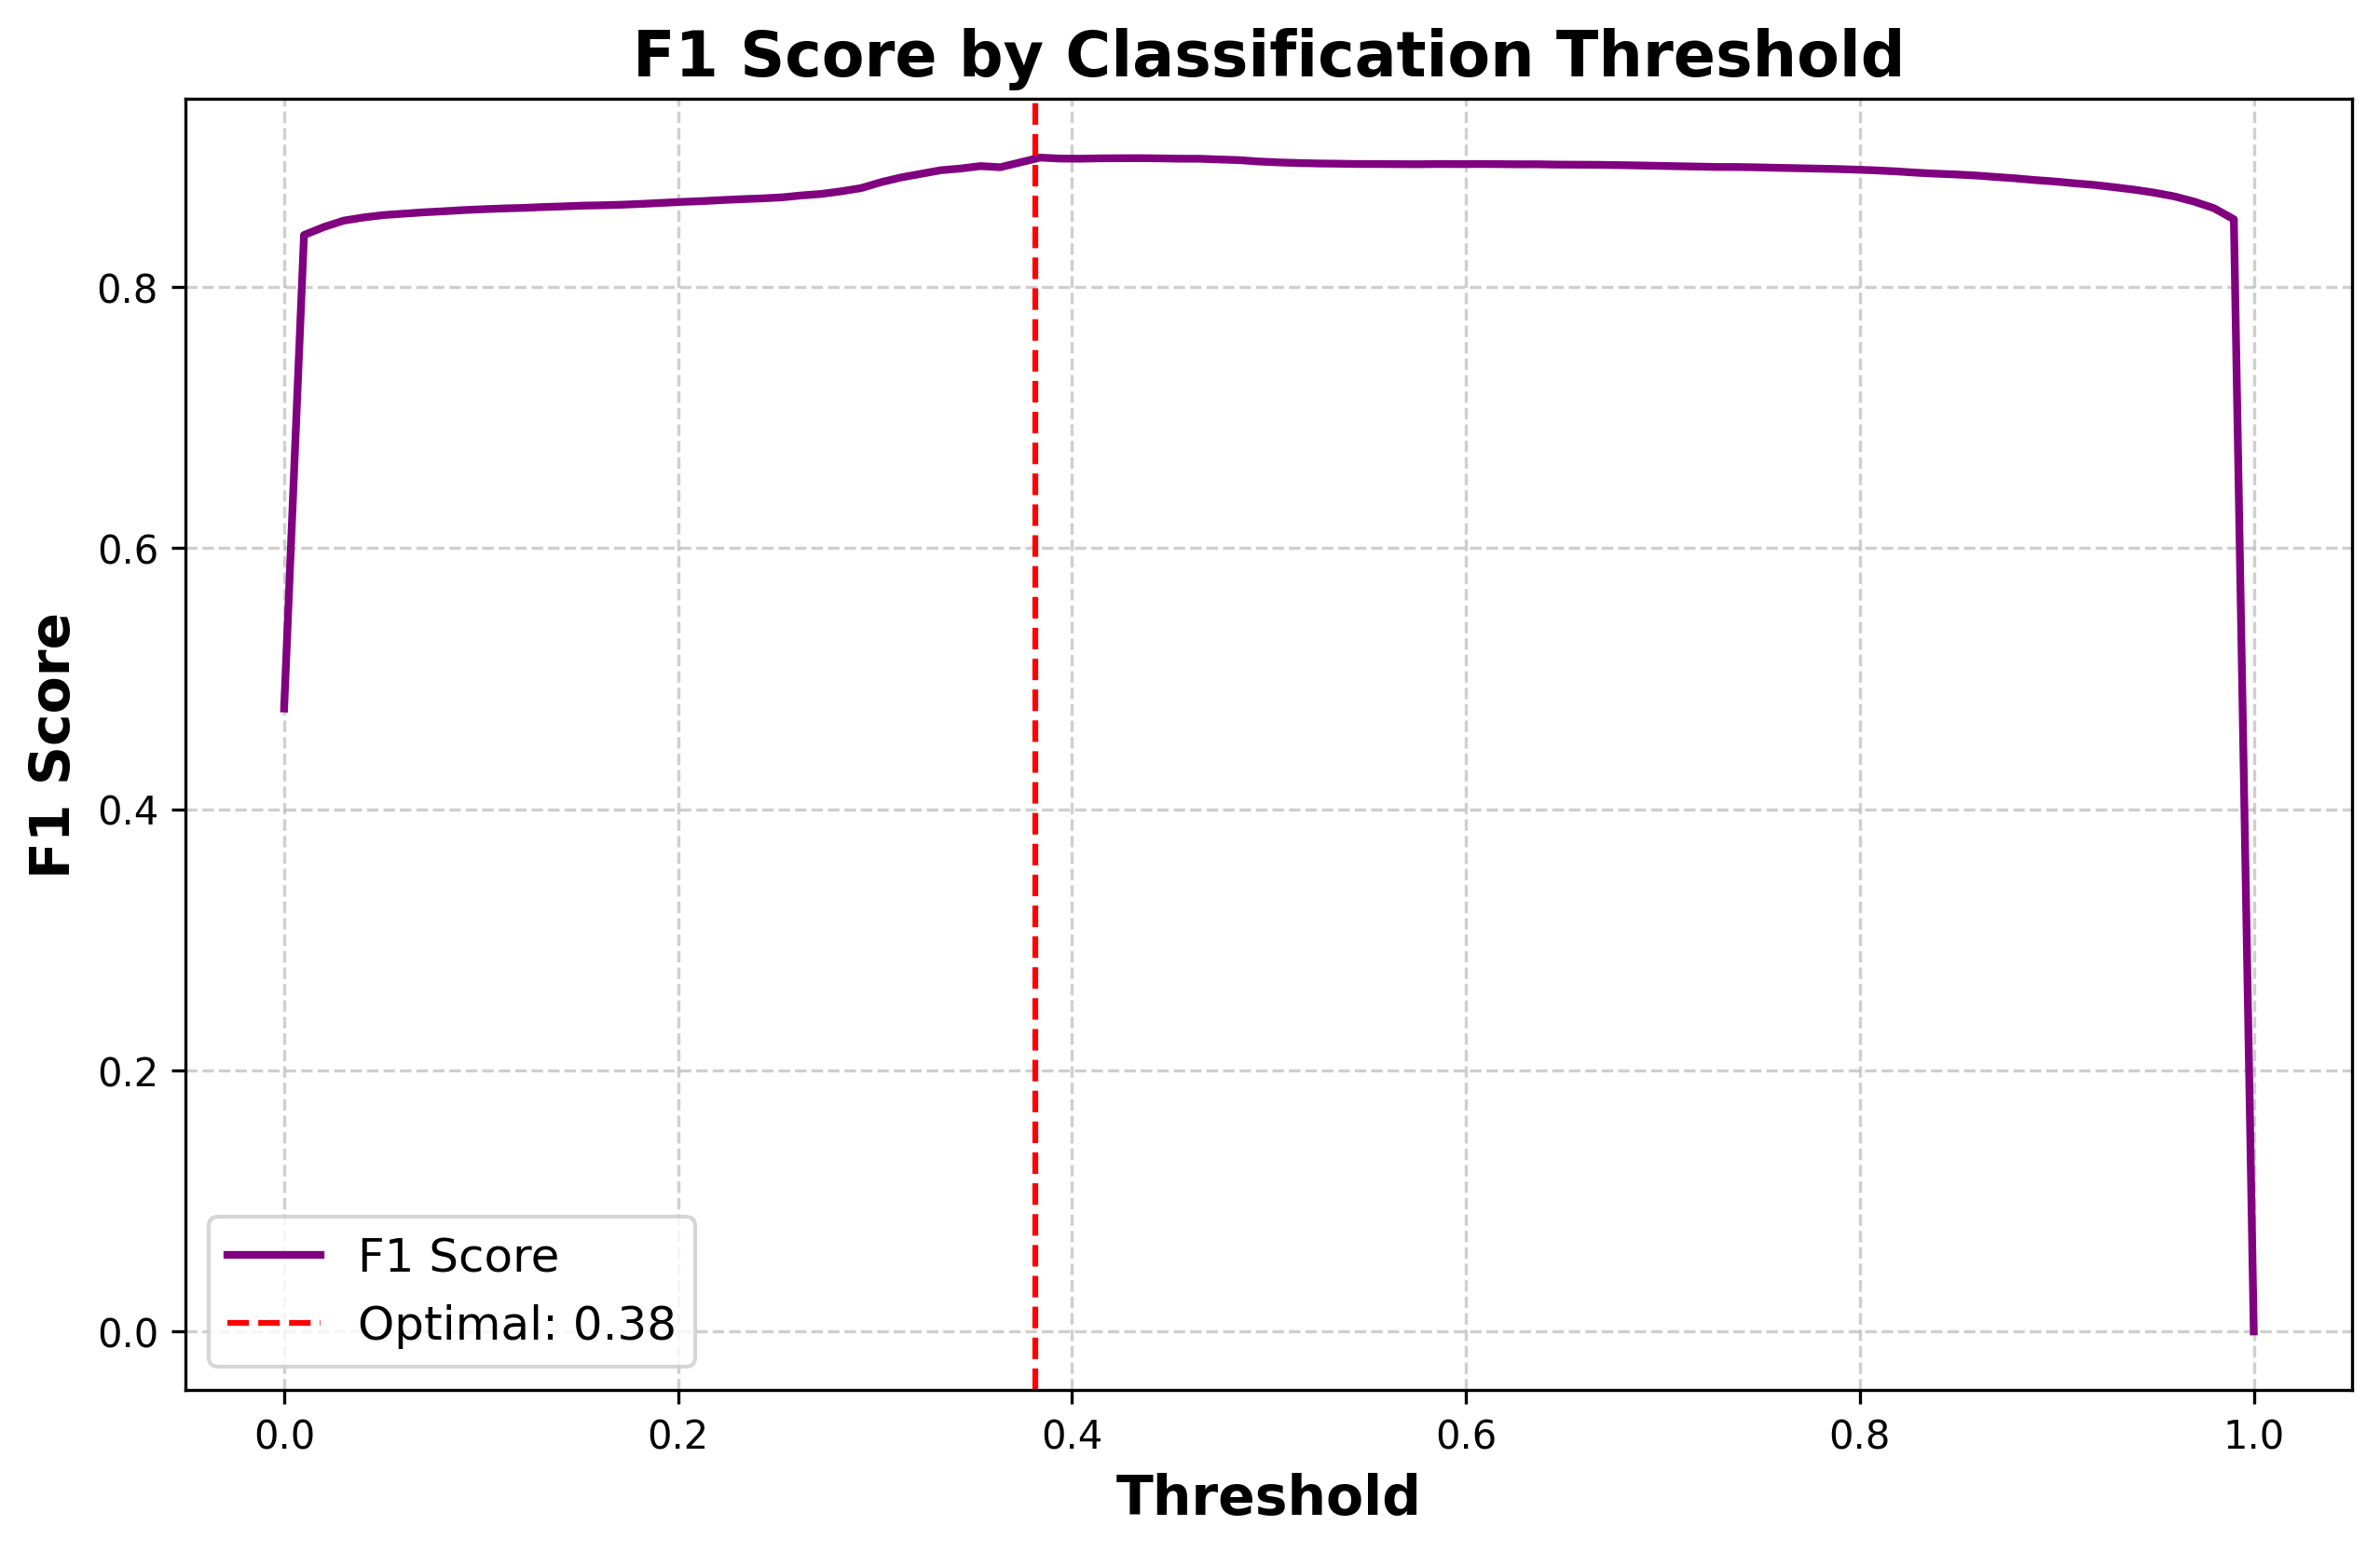 F1 Score by Classification Threshold
F1 Score
0.8
0.6
0.4
0.2
0.0
F1 Score
Optimal: 0.38
0.0 0.2 0.4 0.6 0.8 1.0
Threshold